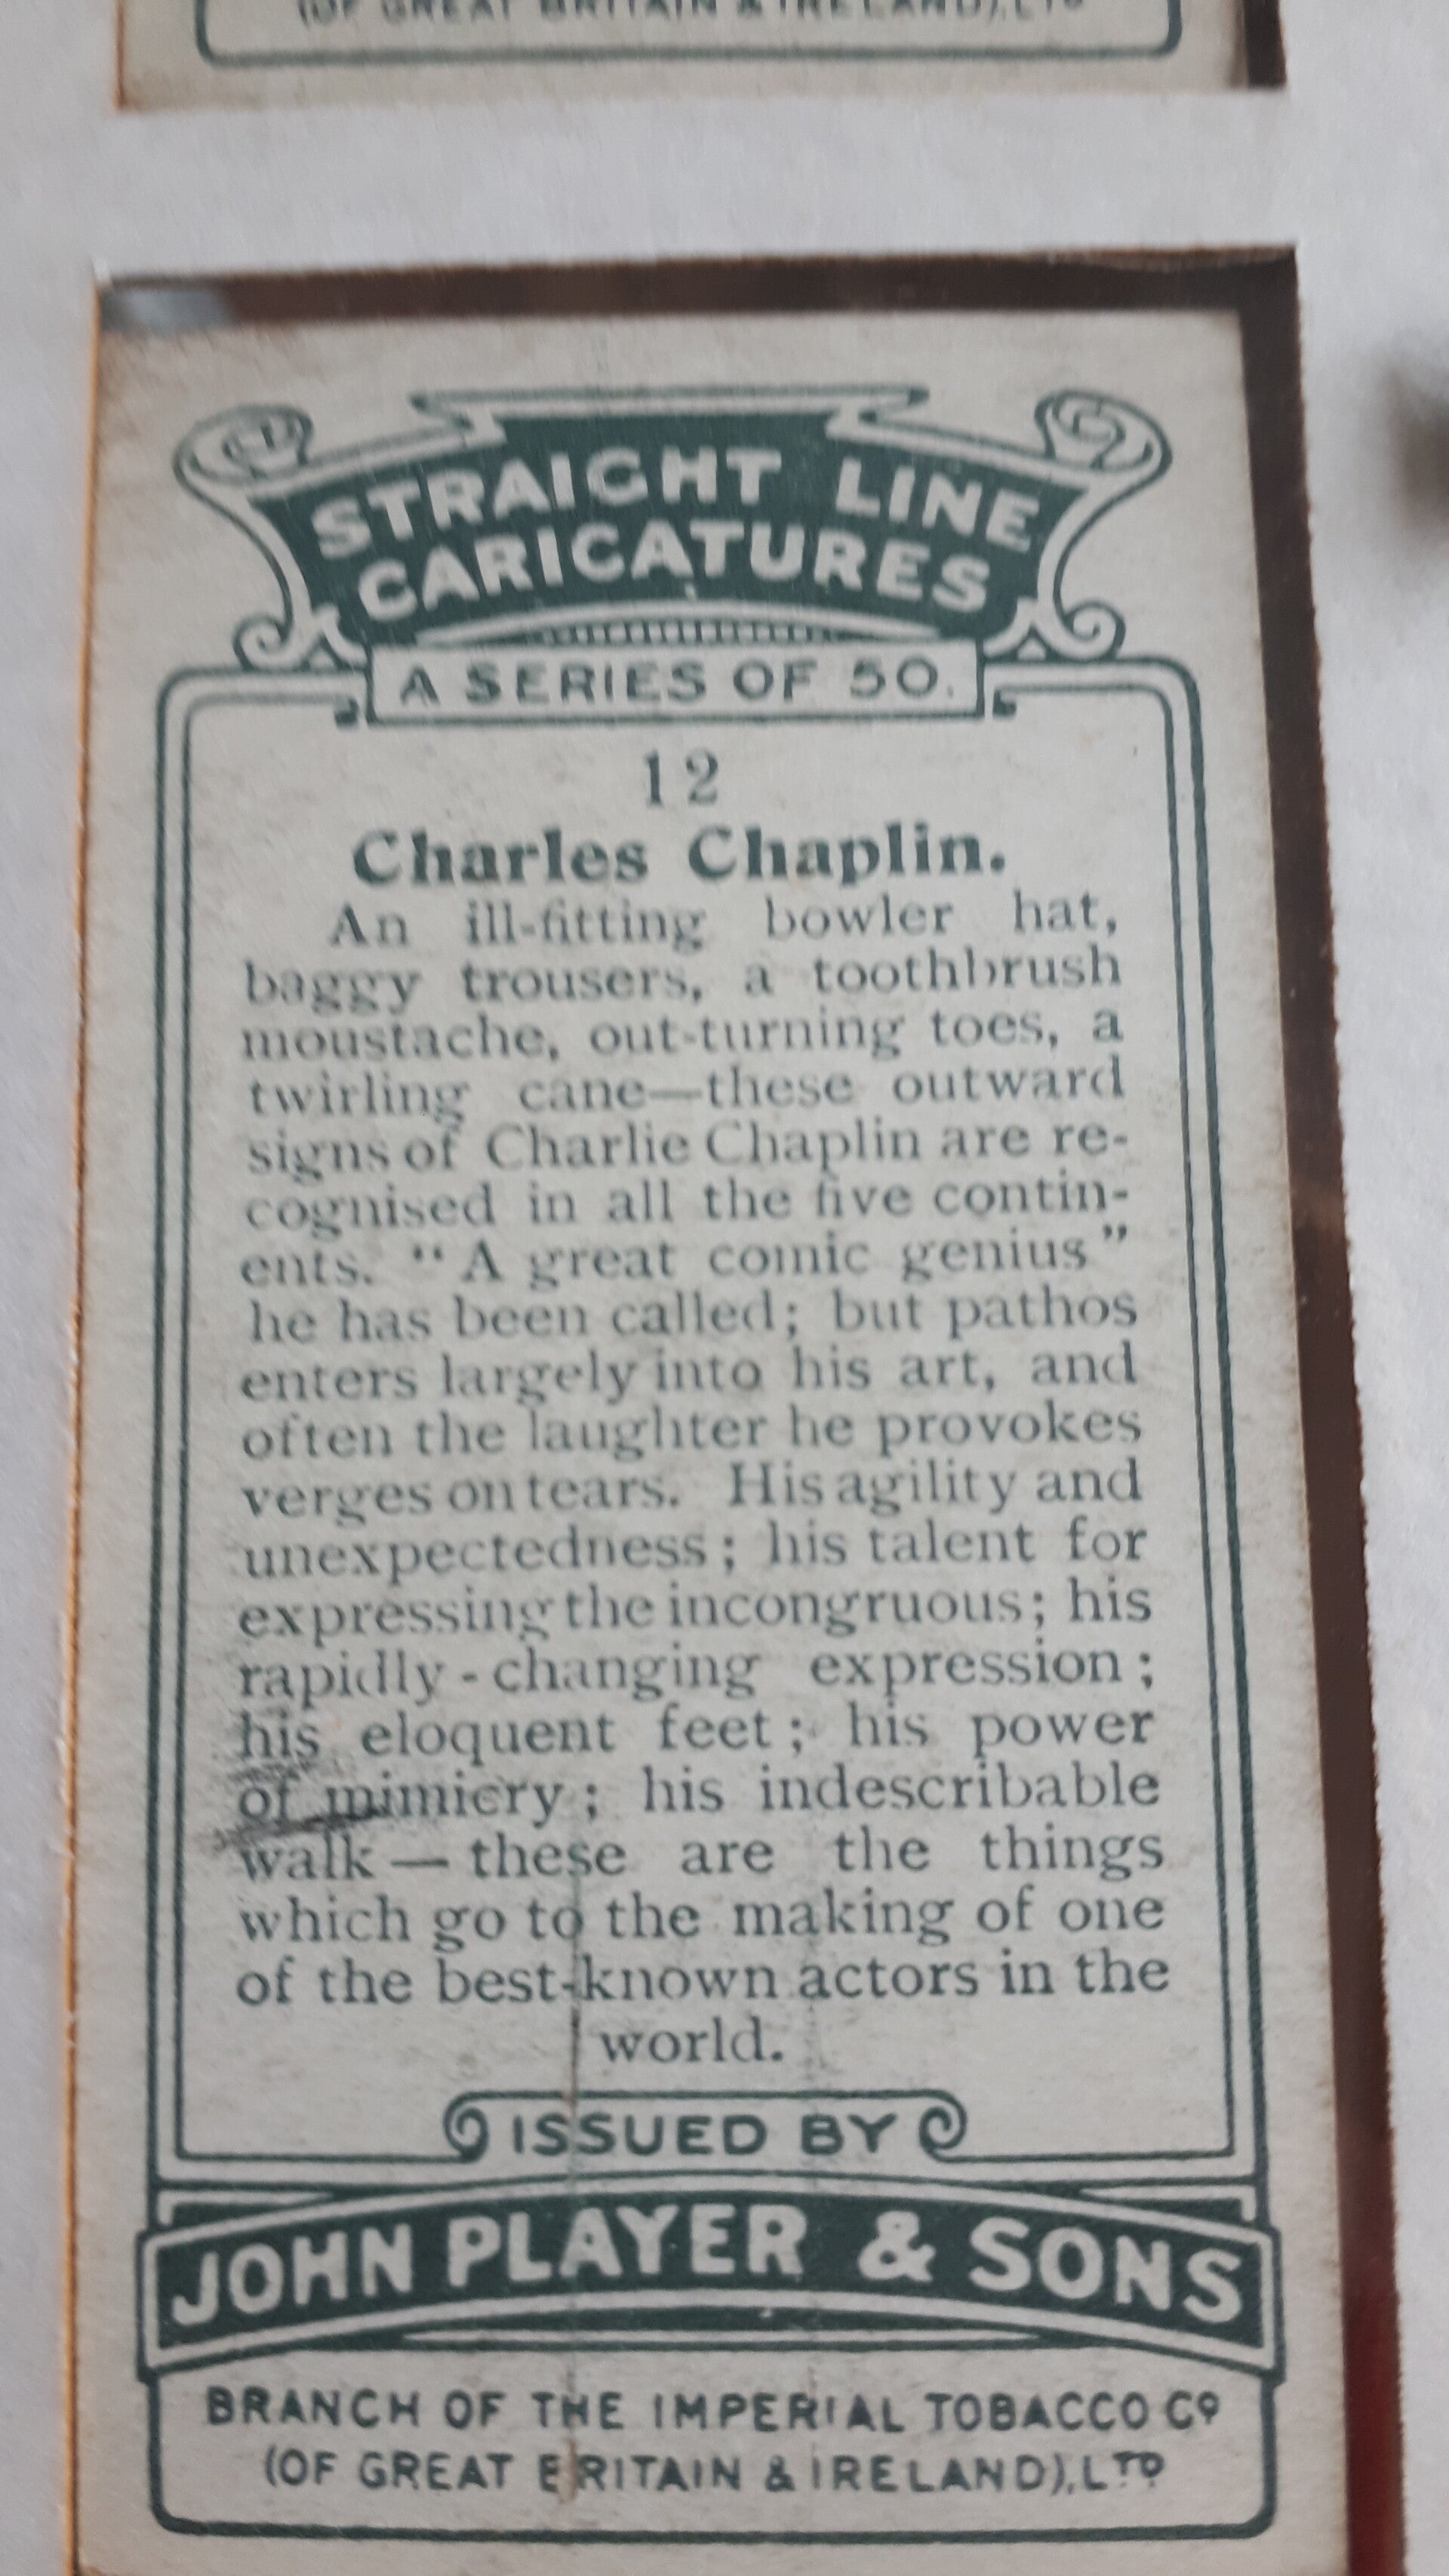 (OF GREAT BRITAIN & IRELAND), LTD
STRAIGHT LINE
CARICATURES
A SERIES OF 50.
12
Charles Chaplin.
An ill-fitting bowler hat,
baggy trousers, a toothbrush
moustache, out-turning toes, a
twirling cane—these outward
signs of Charlie Chaplin are re-
cognised in all the five contin-
ents. "A great comic genius"
he has been called; but pathos
enters largely into his art, and
often the laughter he provokes
verges on tears. His agility and
unexpectedness; his talent for
expressing the incongruous; his
rapidly-changing expression;
his eloquent feet; his power
of mimicry; his indescribable
walk — these are the things
which go to the making of one
of the best-known actors in the
world.
ISSUED BY
JOHN PLAYER & SONS
BRANCH OF THE IMPERIAL TOBACCO CO
(OF GREAT BRITAIN & IRELAND), LTD